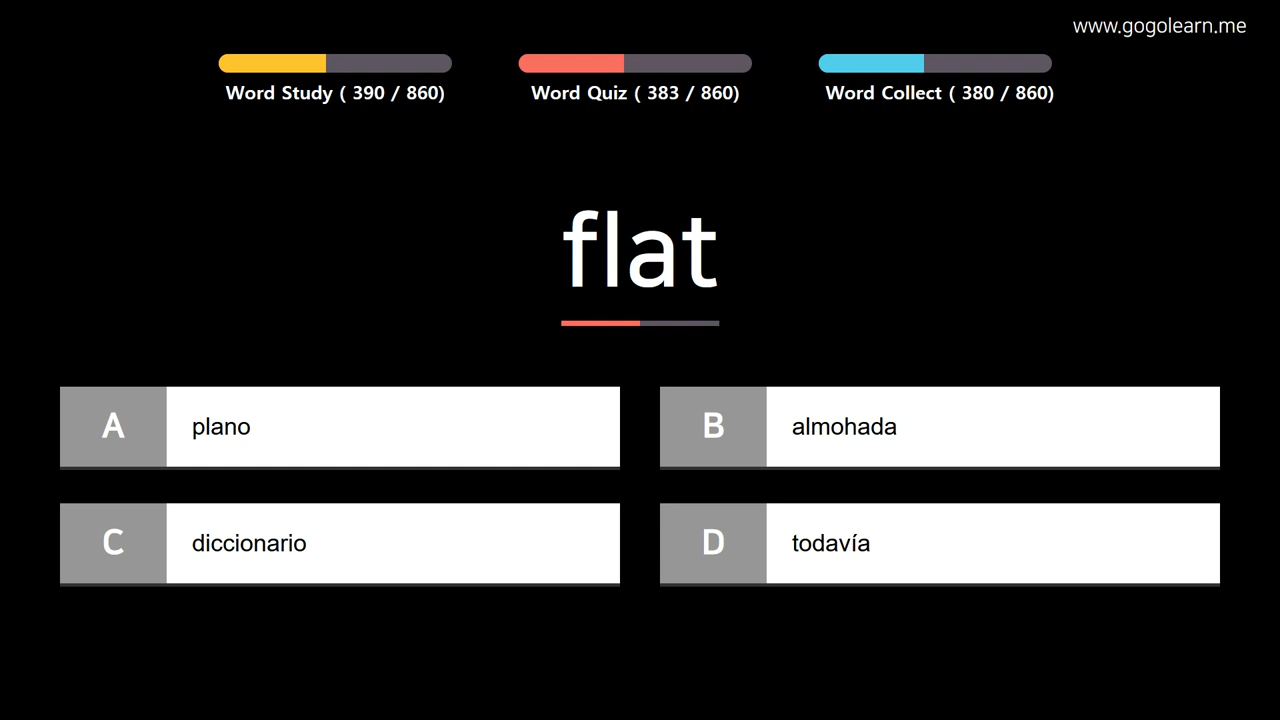 www.gogolearn.me
Word Study ( 390 / 860)
Word Quiz ( 383 / 860)
Word Collect ( 380 / 860)
flat
A plano
B almohada
C diccionario
D todavía